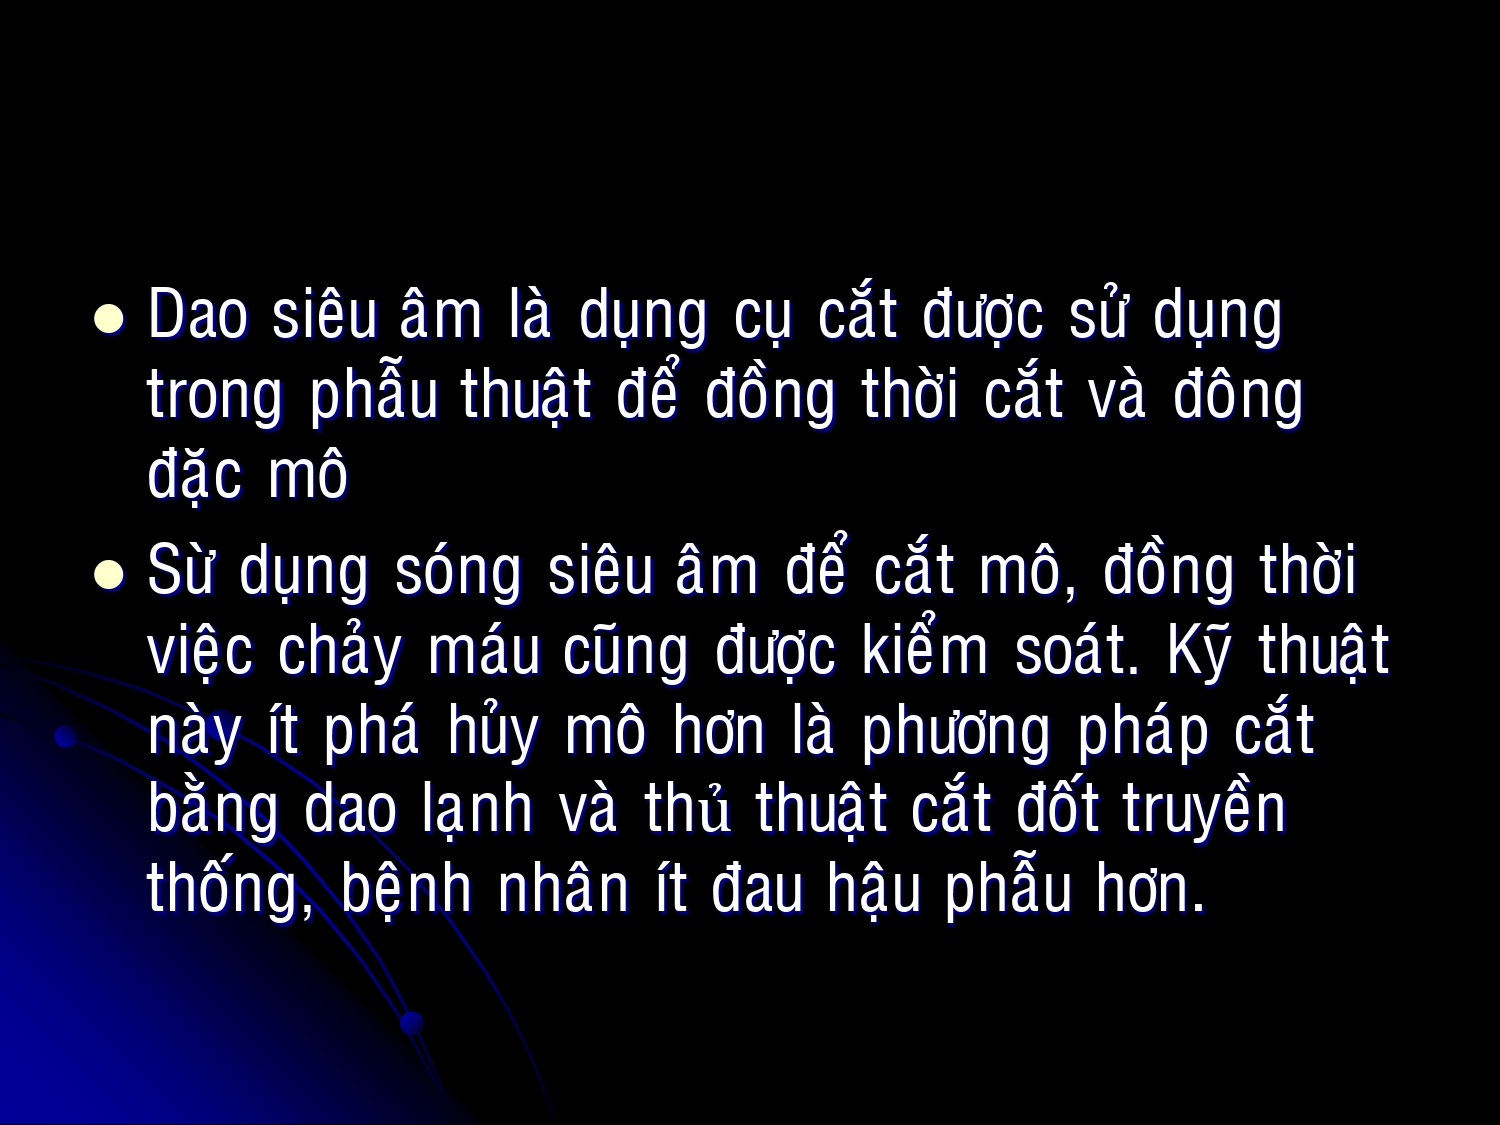 Dao siêu âm là dụng cụ cắt được sử dụng
trong phẫu thuật để đồng thời cắt và đông
đặc mô
Sừ dụng sóng siêu âm để cắt mô, đồng thời
việc chảy máu cũng được kiểm soát. Kỹ thuật
này ít phá hủy mô hơn là phương pháp cắt
bằng dao lạnh và thủ thuật cắt đốt truyền
thống, bệnh nhân ít đau hậu phẫu hơn.